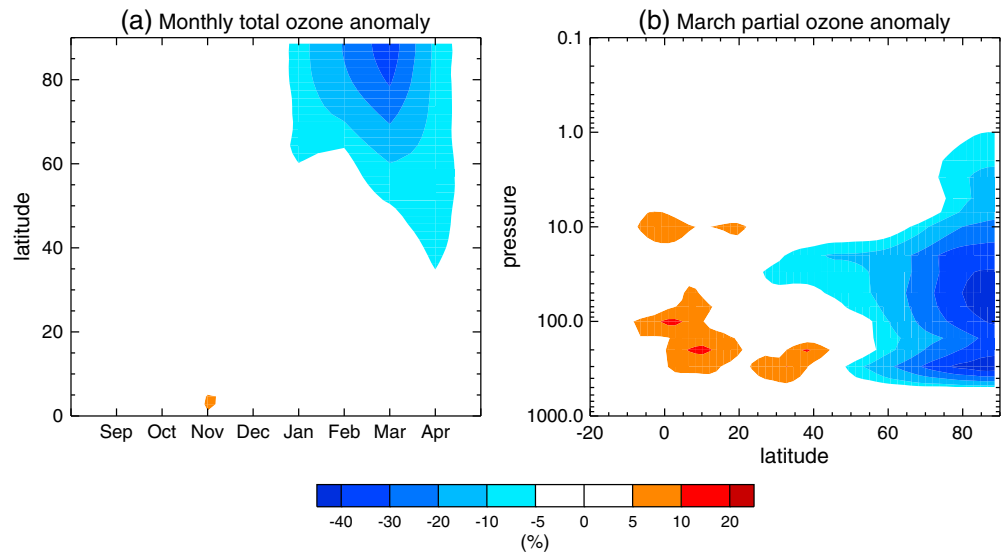 (a) Monthly total ozone anomaly
(b) March partial ozone anomaly
latitude
80
60
40
20
0
Sep Oct Nov Dec Jan Feb Mar Apr
pressure
0.1
1.0
10.0
100.0
1000.0
-20 0 20 40 60 80
latitude
-40 -20 -10 -5 0 5 10 20
(%)